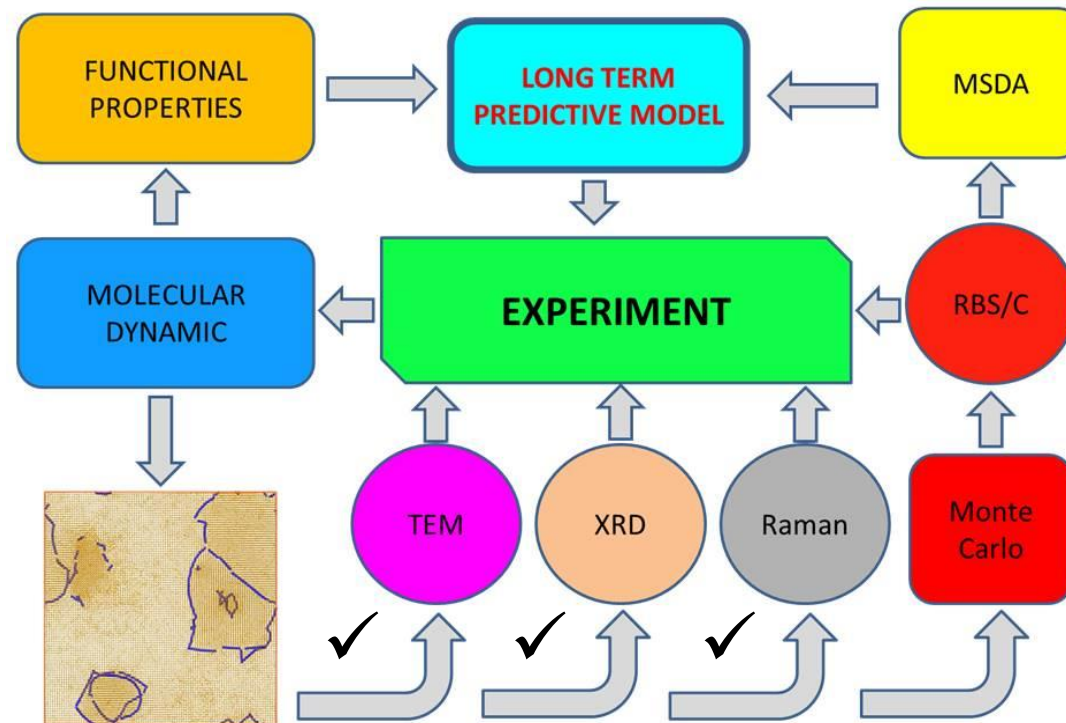 FUNCTIONAL
PROPERTIES
LONG TERM
PREDICTIVE MODEL
MSDA
MOLECULAR
DYNAMIC
EXPERIMENT
RBS/C
TEM
XRD
Raman
Monte
Carlo